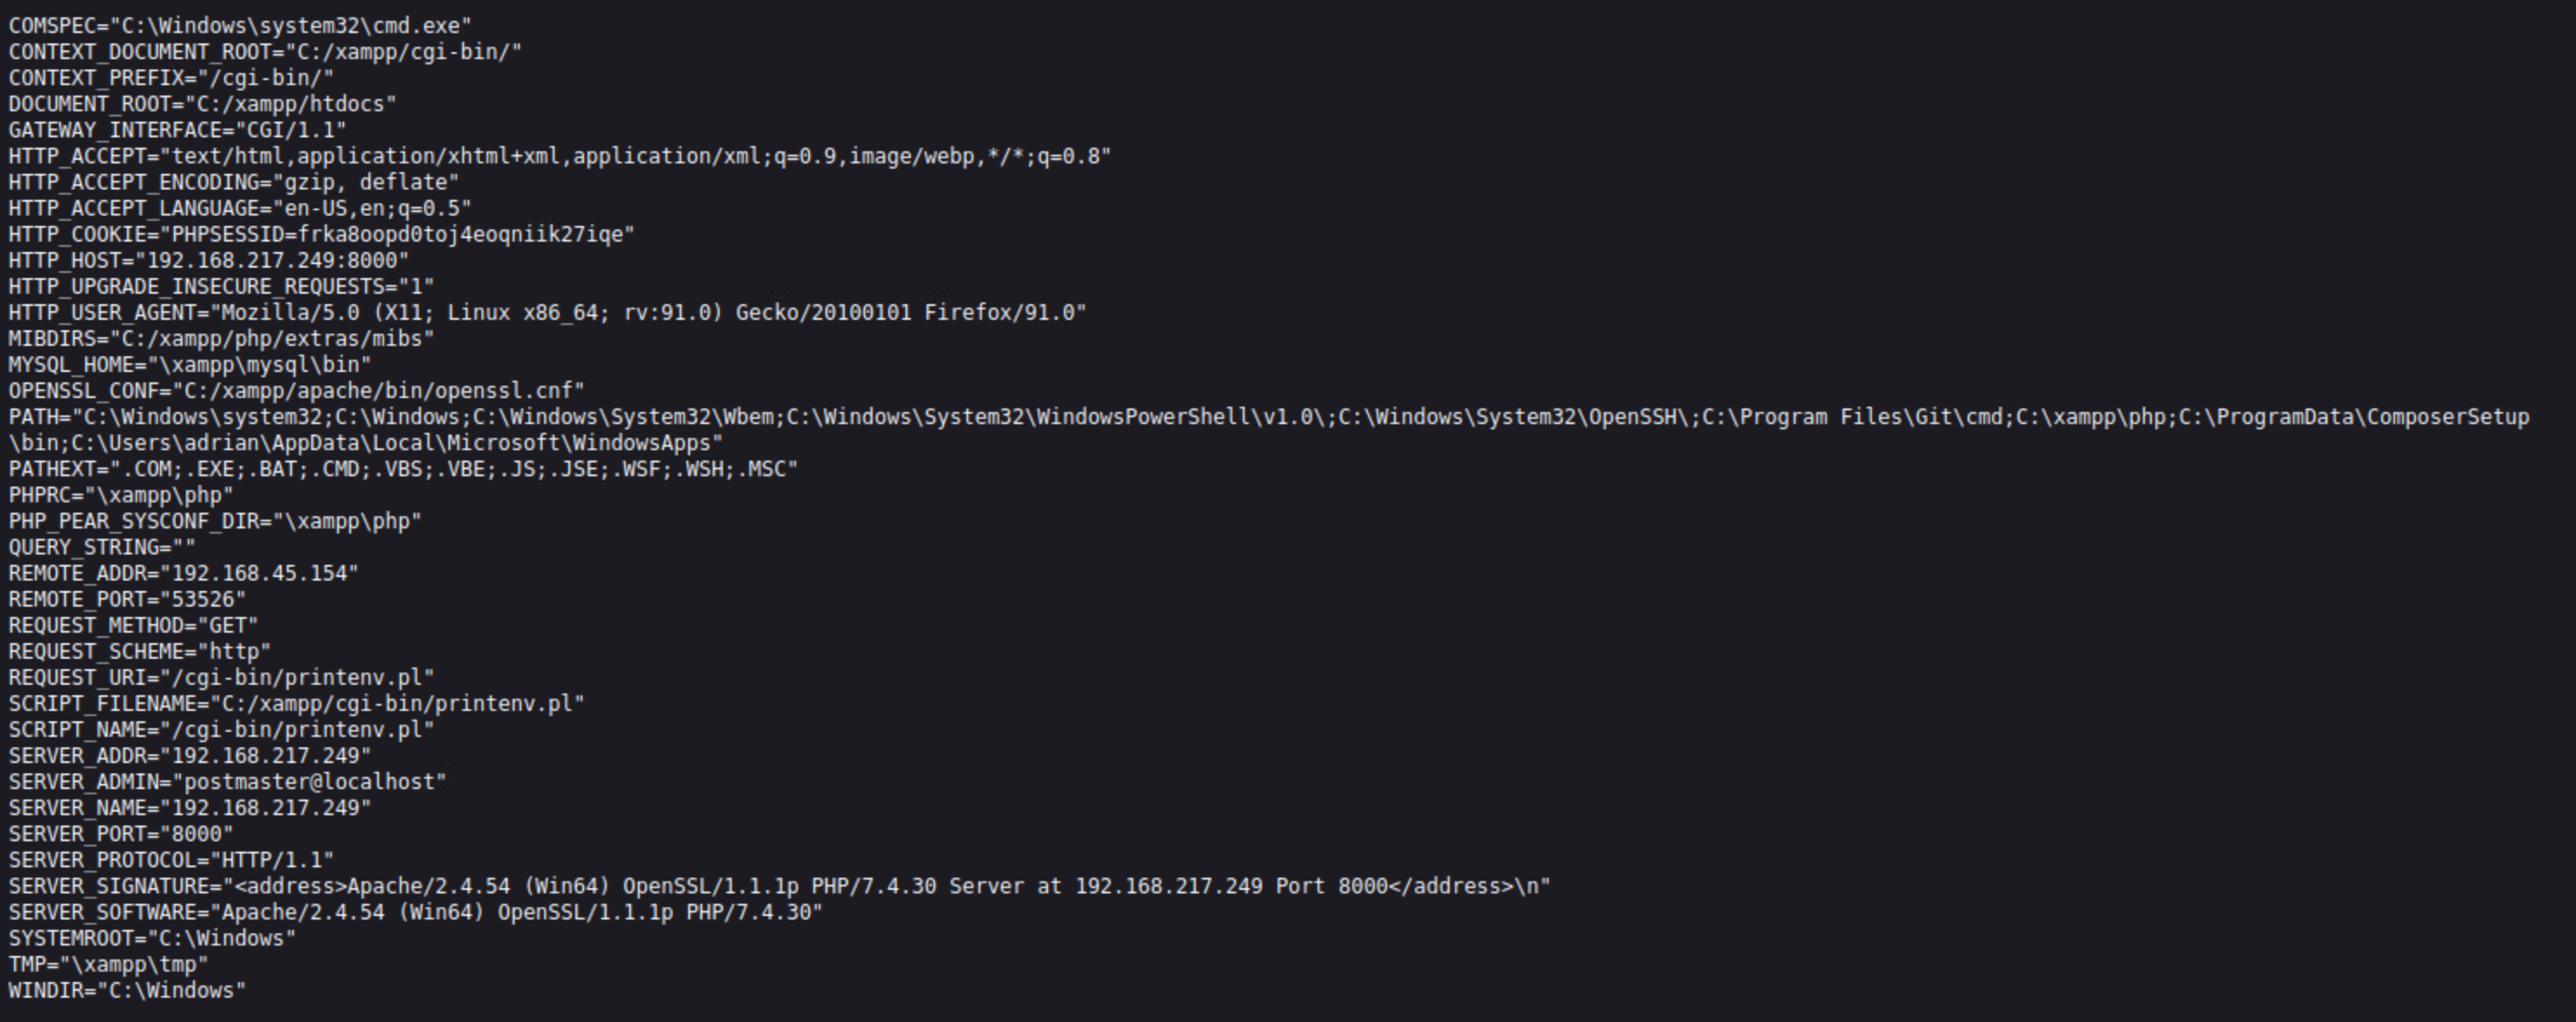 COMSPEC="C:\Windows\system32\cmd.exe"
CONTEXT_DOCUMENT_ROOT="C:/xampp/cgi-bin/"
CONTEXT_PREFIX="/cgi-bin/"
DOCUMENT_ROOT="C:/xampp/htdocs"
GATEWAY_INTERFACE="CGI/1.1"
HTTP_ACCEPT="text/html,application/xhtml+xml,application/xml;q=0.9,image/webp,*/*;q=0.8"
HTTP_ACCEPT_ENCODING="gzip, deflate"
HTTP_ACCEPT_LANGUAGE="en-US,en;q=0.5"
HTTP_COOKIE="PHPSESSID=frka8oopd0toj4eoqniik27iqe"
HTTP_HOST="192.168.217.249:8000"
HTTP_UPGRADE_INSECURE_REQUESTS="1"
HTTP_USER_AGENT="Mozilla/5.0 (X11; Linux x86_64; rv:91.0) Gecko/20100101 Firefox/91.0"
MIBDIRS="C:/xampp/php/extras/mibs"
MYSQL_HOME="\xampp\mysql\bin"
OPENSSL_CONF="C:/xampp/apache/bin/openssl.cnf"
PATH="C:\Windows\system32;C:\Windows;C:\Windows\System32\Wbem;C:\Windows\System32\WindowsPowerShell\v1.0\;C:\Windows\System32\OpenSSH\;C:\Program Files\Git\cmd;C:\xampp\php;C:\ProgramData\ComposerSetup
\bin;C:\Users\adrian\AppData\Local\Microsoft\WindowsApps"
PATHEXT=".COM;.EXE;.BAT;.CMD;.VBS;.VBE;.JS;.JSE;.WSF;.WSH;.MSC"
PHPRC="\xampp\php"
PHP_PEAR_SYSCONF_DIR="\xampp\php"
QUERY_STRING=""
REMOTE_ADDR="192.168.45.154"
REMOTE_PORT="53526"
REQUEST_METHOD="GET"
REQUEST_SCHEME="http"
REQUEST_URI="/cgi-bin/printenv.pl"
SCRIPT_FILENAME="C:/xampp/cgi-bin/printenv.pl"
SCRIPT_NAME="/cgi-bin/printenv.pl"
SERVER_ADDR="192.168.217.249"
SERVER_ADMIN="postmaster@localhost"
SERVER_NAME="192.168.217.249"
SERVER_PORT="8000"
SERVER_PROTOCOL="HTTP/1.1"
SERVER_SIGNATURE="<address>Apache/2.4.54 (Win64) OpenSSL/1.1.1p PHP/7.4.30 Server at 192.168.217.249 Port 8000</address>\n"
SERVER_SOFTWARE="Apache/2.4.54 (Win64) OpenSSL/1.1.1p PHP/7.4.30"
SYSTEMROOT="C:\Windows"
TMP="\xampp\tmp"
WINDIR="C:\Windows"